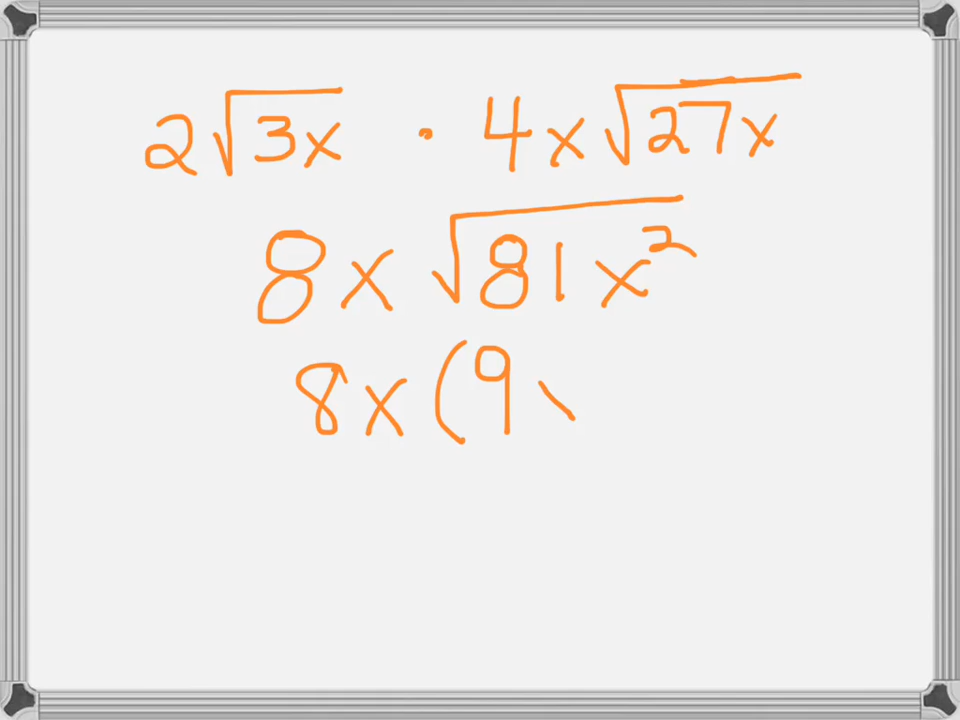 2√3x · 4x√27x
8x √81x²
8x (9